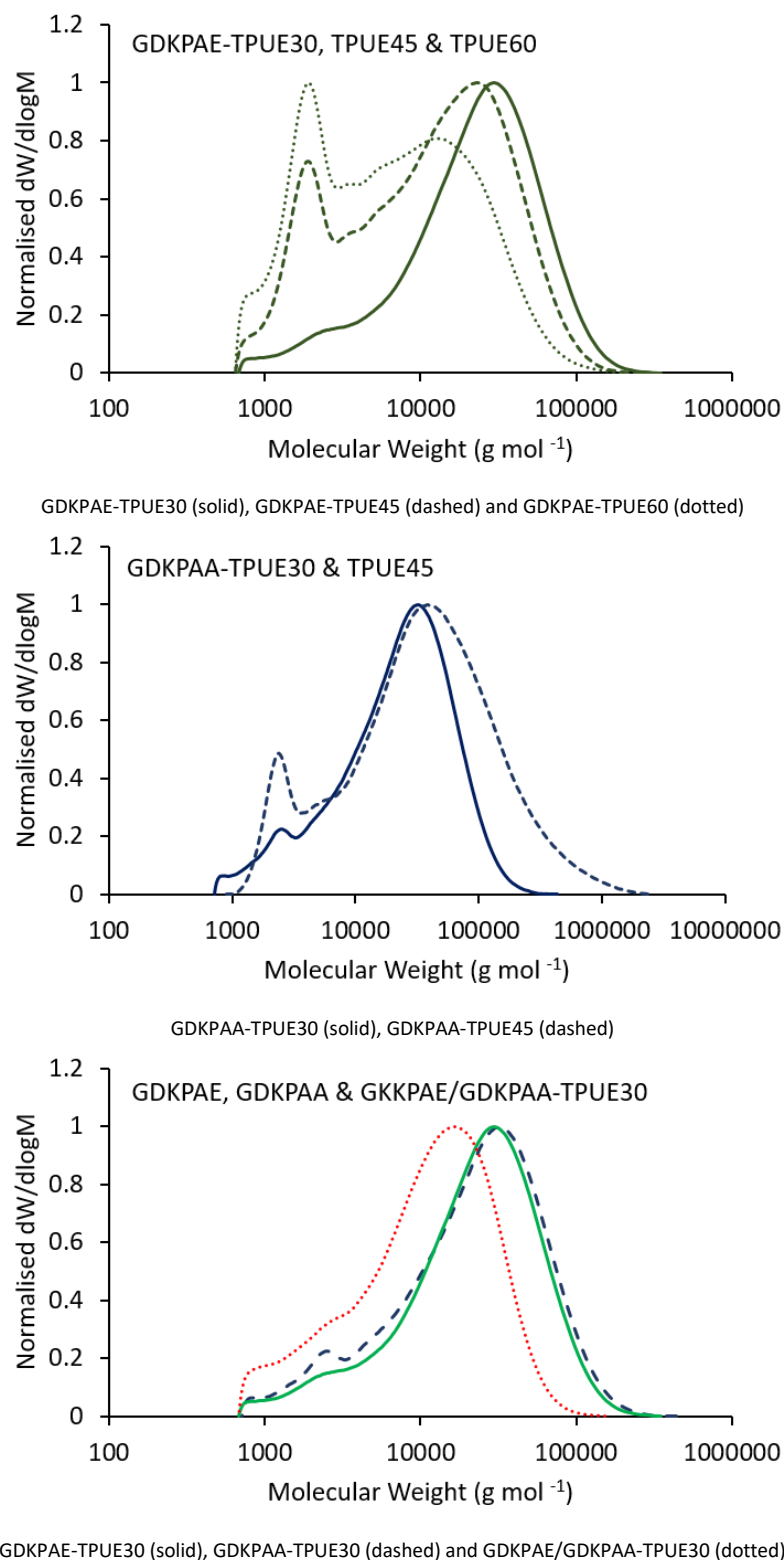 Normalised dW/dlogM
1.2
1
0.8
0.6
0.4
0.2
0
GDKPAE-TPUE30, TPUE45 & TPUE60
100 1000 10000 100000 1000000
Molecular Weight (g mol -1)
GDKPAE-TPUE30 (solid), GDKPAE-TPUE45 (dashed) and GDKPAE-TPUE60 (dotted)
Normalised dW/dlogM
1.2
1
0.8
0.6
0.4
0.2
0
GDKPAA-TPUE30 & TPUE45
100 1000 10000 100000 1000000 10000000
Molecular Weight (g mol -1)
GDKPAA-TPUE30 (solid), GDKPAA-TPUE45 (dashed)
Normalised dW/dlogM
1.2
1
0.8
0.6
0.4
0.2
0
GDKPAE, GDKPAA & GKKPAE/GDKPAA-TPUE30
100 1000 10000 100000 1000000
Molecular Weight (g mol -1)
GDKPAE-TPUE30 (solid), GDKPAA-TPUE30 (dashed) and GDKPAE/GDKPAA-TPUE30 (dotted)